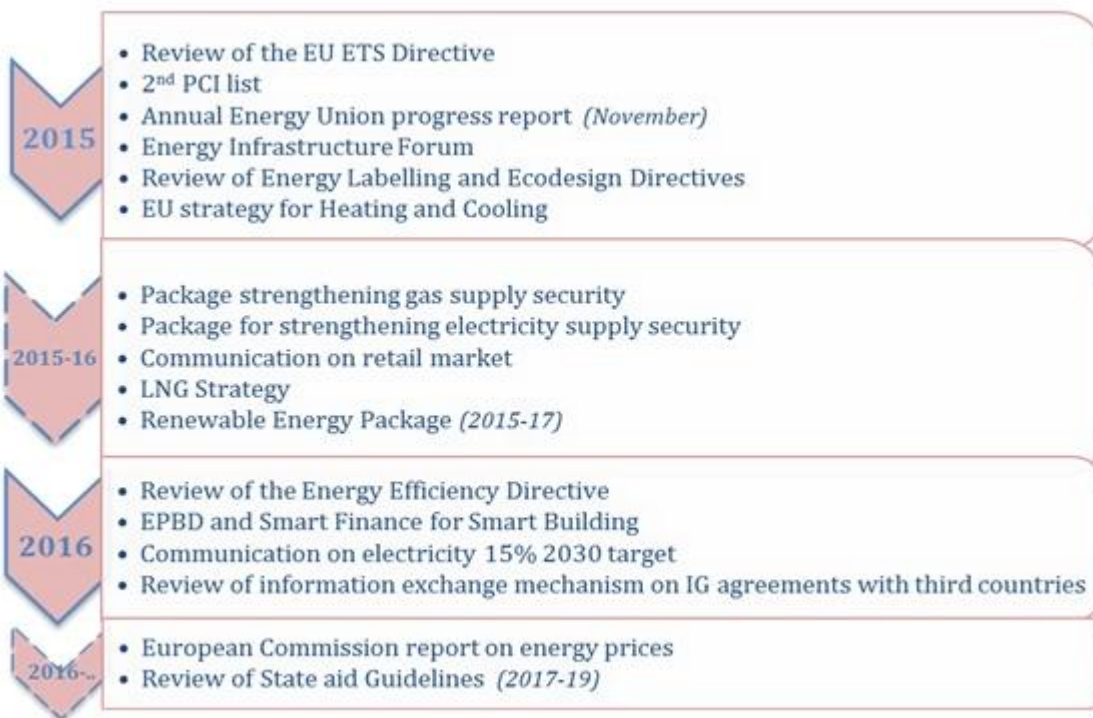 2015
• Review of the EU ETS Directive
• 2nd PCI list
• Annual Energy Union progress report (November)
• Energy Infrastructure Forum
• Review of Energy Labelling and Ecodesign Directives
• EU strategy for Heating and Cooling
2015-16
• Package strengthening gas supply security
• Package for strengthening electricity supply security
• Communication on retail market
• LNG Strategy
• Renewable Energy Package (2015-17)
2016
• Review of the Energy Efficiency Directive
• EPBD and Smart Finance for Smart Building
• Communication on electricity 15% 2030 target
• Review of information exchange mechanism on IG agreements with third countries
2016-..
• European Commission report on energy prices
• Review of State aid Guidelines (2017-19)